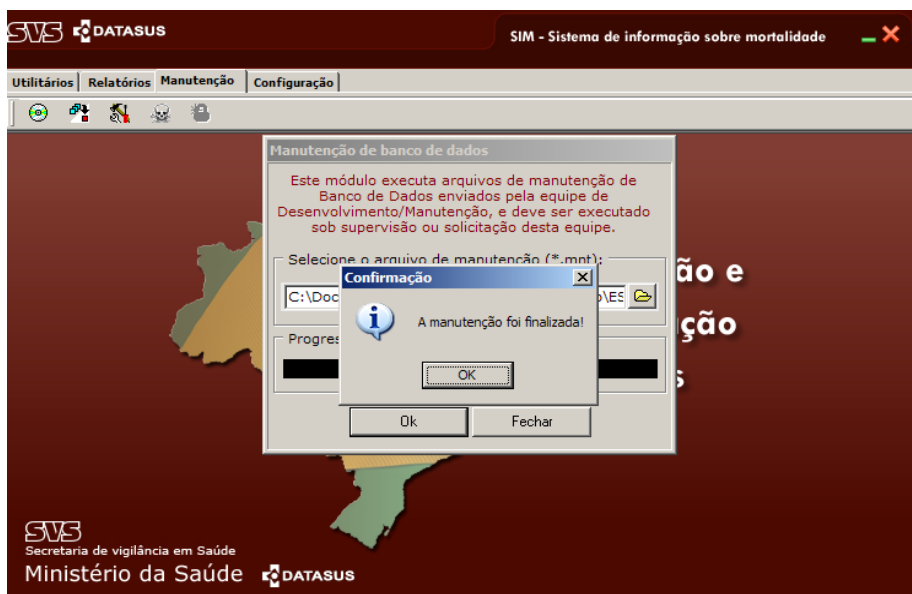 SVS DATASUS
SIM - Sistema de informação sobre mortalidade
Utilitários Relatórios Manutenção Configuração
Manutenção de banco de dados
Este módulo executa arquivos de manutenção de
Banco de Dados enviados pela equipe de
Desenvolvimento/Manutenção, e deve ser executado
sob supervisão ou solicitação desta equipe.
Selecione o arquivo de manutenção (*.mnt):
ão e
Confirmação
C:\Doc
\ES
A manutenção foi finalizada!
ção
Progres
OK
s
Ok Fechar
SVS
Secretaria de vigilância em Saúde
Ministério da Saúde DATASUS